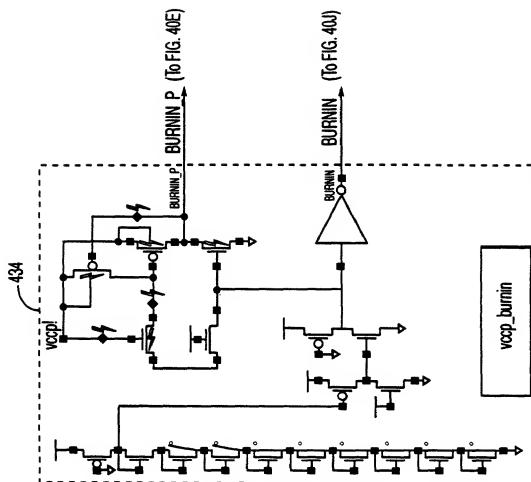 434
vccp!
BURNIN_P
BURNIN_P (To FIG. 40E)
BURNIN
BURNIN (To FIG. 40J)
vccp_burnin